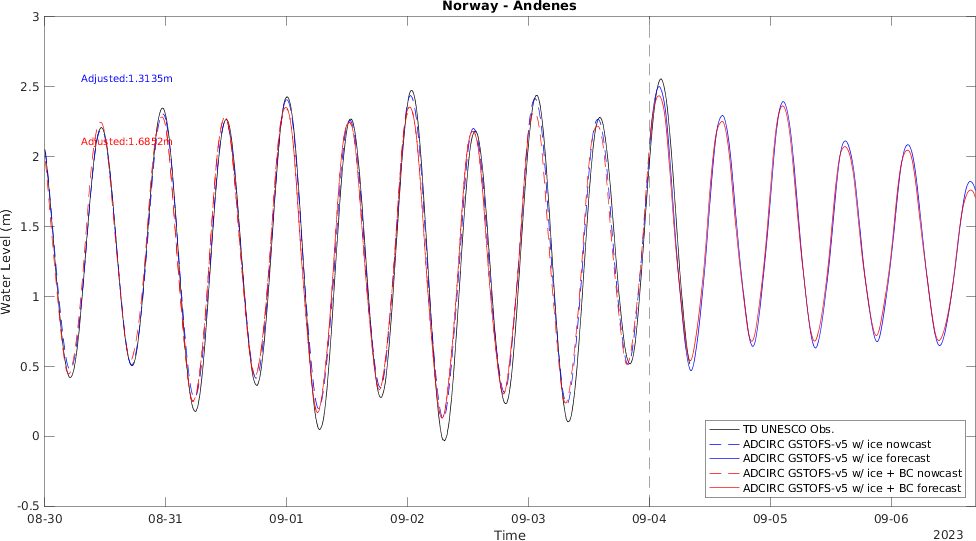 Norway - Andenes
3
2.5
2
1.5
1
0.5
0
-0.5
Water Level (m)
Adjusted:1.3135m
Adjusted:1.6852m
TD UNESCO Obs.
ADCIRC GSTOFS-v5 w/ ice nowcast
ADCIRC GSTOFS-v5 w/ ice forecast
ADCIRC GSTOFS-v5 w/ ice + BC nowcast
ADCIRC GSTOFS-v5 w/ ice + BC forecast
08-30 08-31 09-01 09-02 09-03 09-04 09-05 09-06
Time
2023